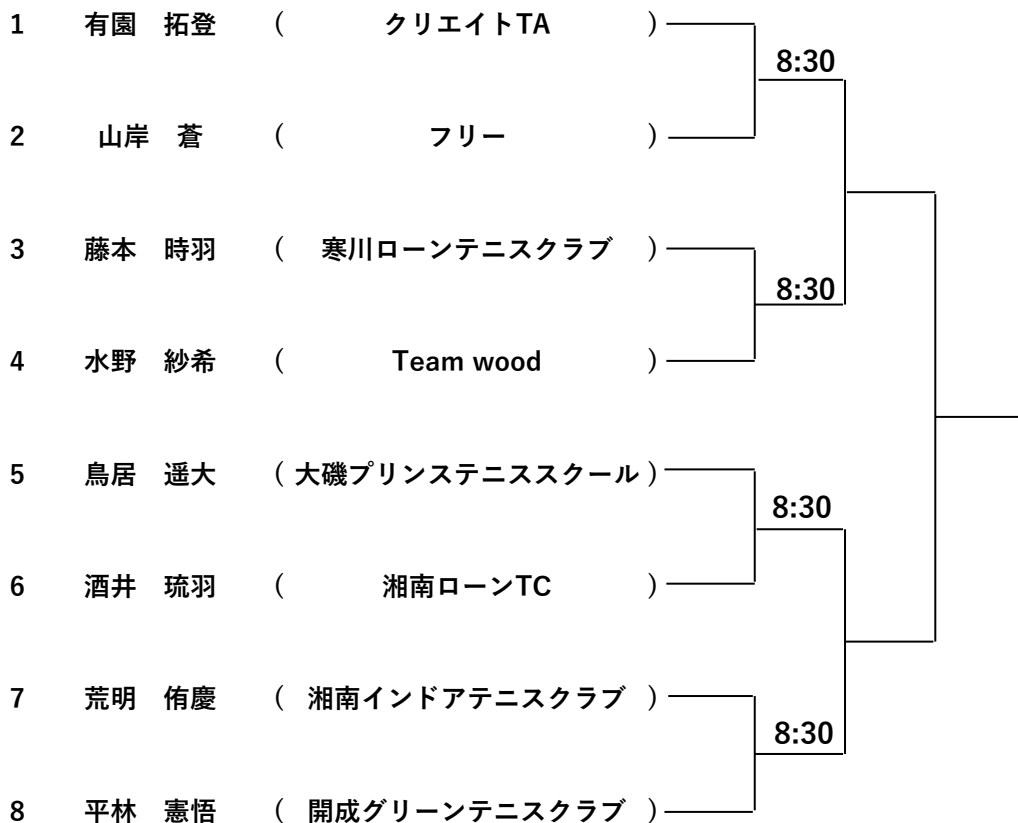 1 有園 拓登 ( クリエイトTA )
8:30
2 山岸 蒼 ( フリー )
3 藤本 時羽 ( 寒川ローンテニスクラブ )
8:30
4 水野 紗希 ( Team wood )
5 鳥居 遥大 ( 大磯プリンステニススクール )
8:30
6 酒井 琉羽 ( 湘南ローンTC )
7 荒明 侑慶 ( 湘南インドアテニスクラブ )
8:30
8 平林 憲悟 ( 開成グリーンテニスクラブ )